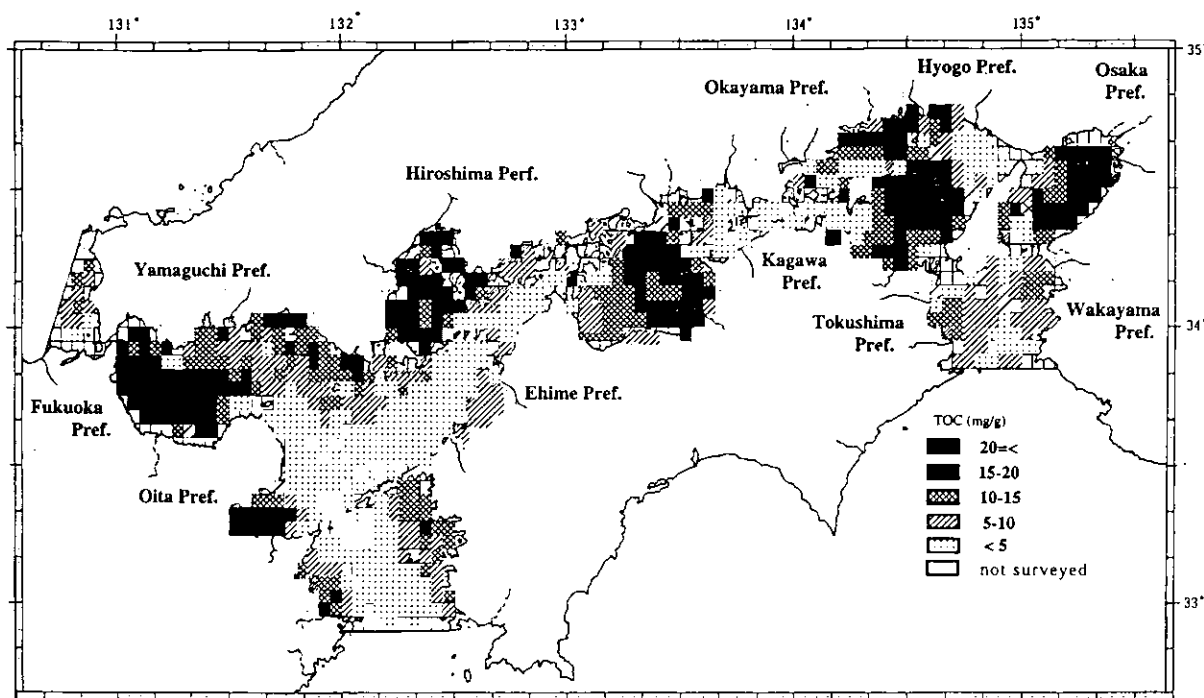 131°
132°
133°
134°
135°
35°
Hyogo Pref.
Osaka
Pref.
Okayama Pref.
Hiroshima Perf.
Yamaguchi Pref.
Kagawa
Pref.
34°
Tokushima
Pref.
Wakayama
Pref.
Ehime Pref.
Fukuoka
Pref.
Oita Pref.
TOC (mg/g)
20=<
15-20
10-15
5-10
<5
not surveyed
33°